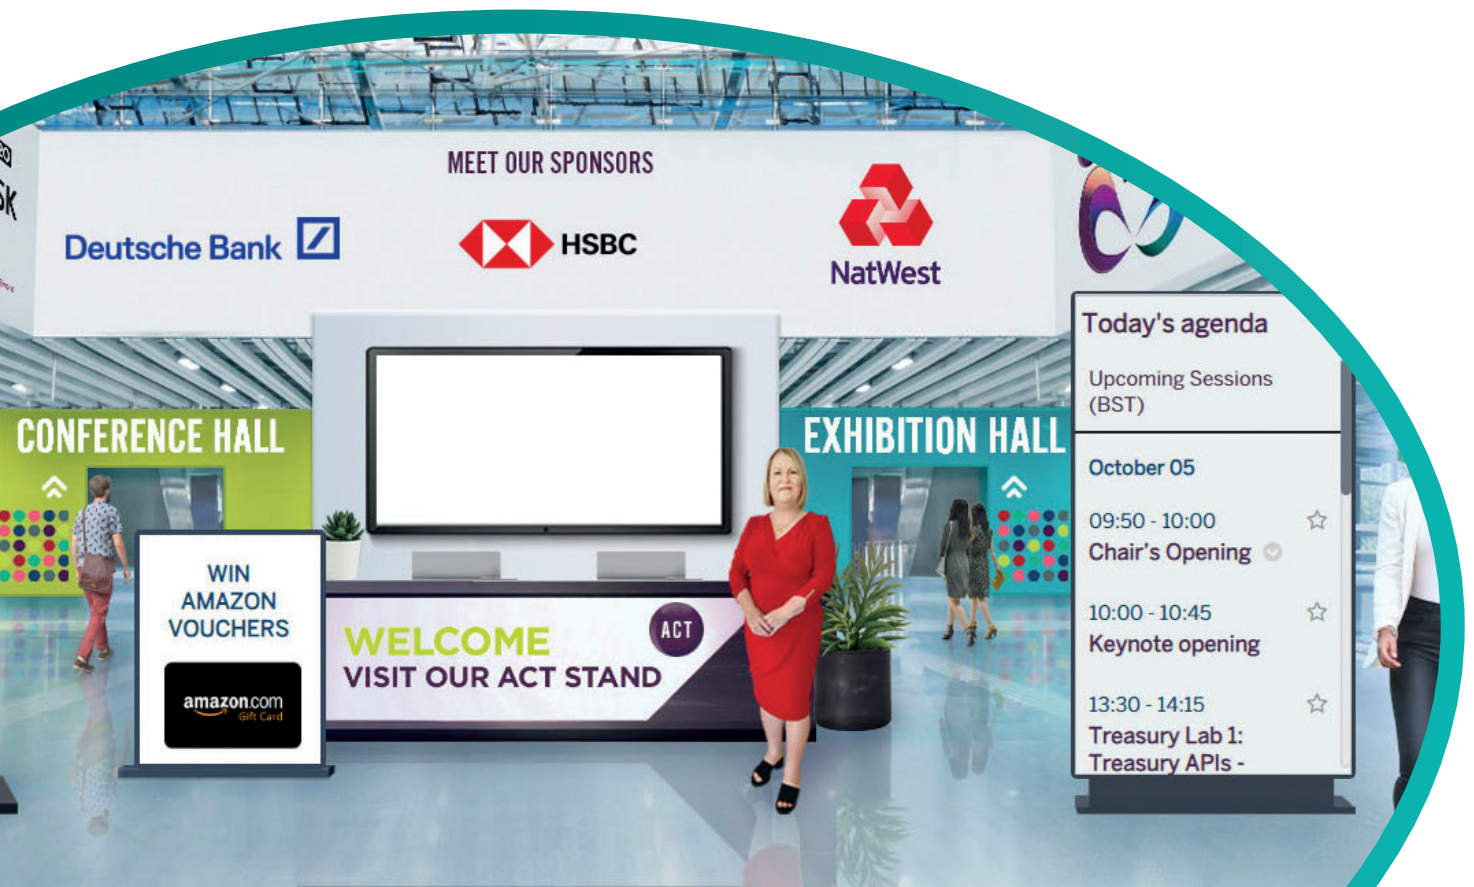 MEET OUR SPONSORS
Deutsche Bank
HSBC
NatWest
CONFERENCE HALL
EXHIBITION HALL
WIN
AMAZON
VOUCHERS
amazon.com
Gift Card
WELCOME
VISIT OUR ACT STAND
ACT
Today's agenda
Upcoming Sessions
(BST)
October 05
09:50 - 10:00
Chair's Opening
10:00 - 10:45
Keynote opening
13:30 - 14:15
Treasury Lab 1:
Treasury APIs -